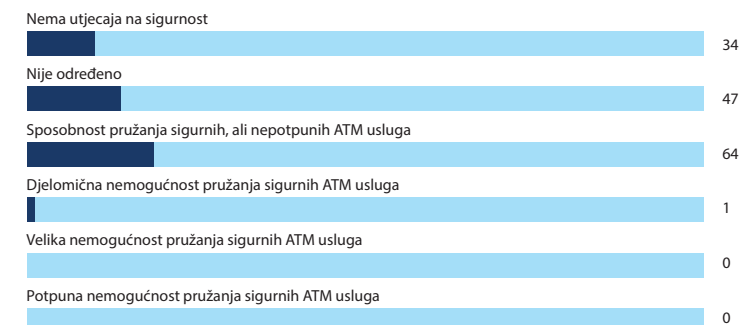 Nema utjecaja na sigurnost
34
Nije određeno
47
Sposobnost pružanja sigurnih, ali nepotpunih ATM usluga
64
Djelomična nemogućnost pružanja sigurnih ATM usluga
1
Velika nemogućnost pružanja sigurnih ATM usluga
0
Potpuna nemogućnost pružanja sigurnih ATM usluga
0